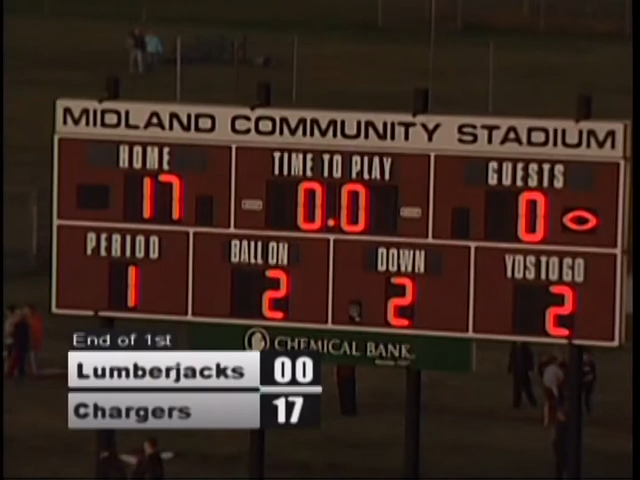 MIDLAND COMMUNITY STADIUM
HOME TIME TO PLAY GUESTS
17 0.0 0
PERIOD BALL ON DOWN YDS TO GO
1 2 2 2
CHEMICAL BANK
End of 1st
Lumberjacks 00
Chargers 17